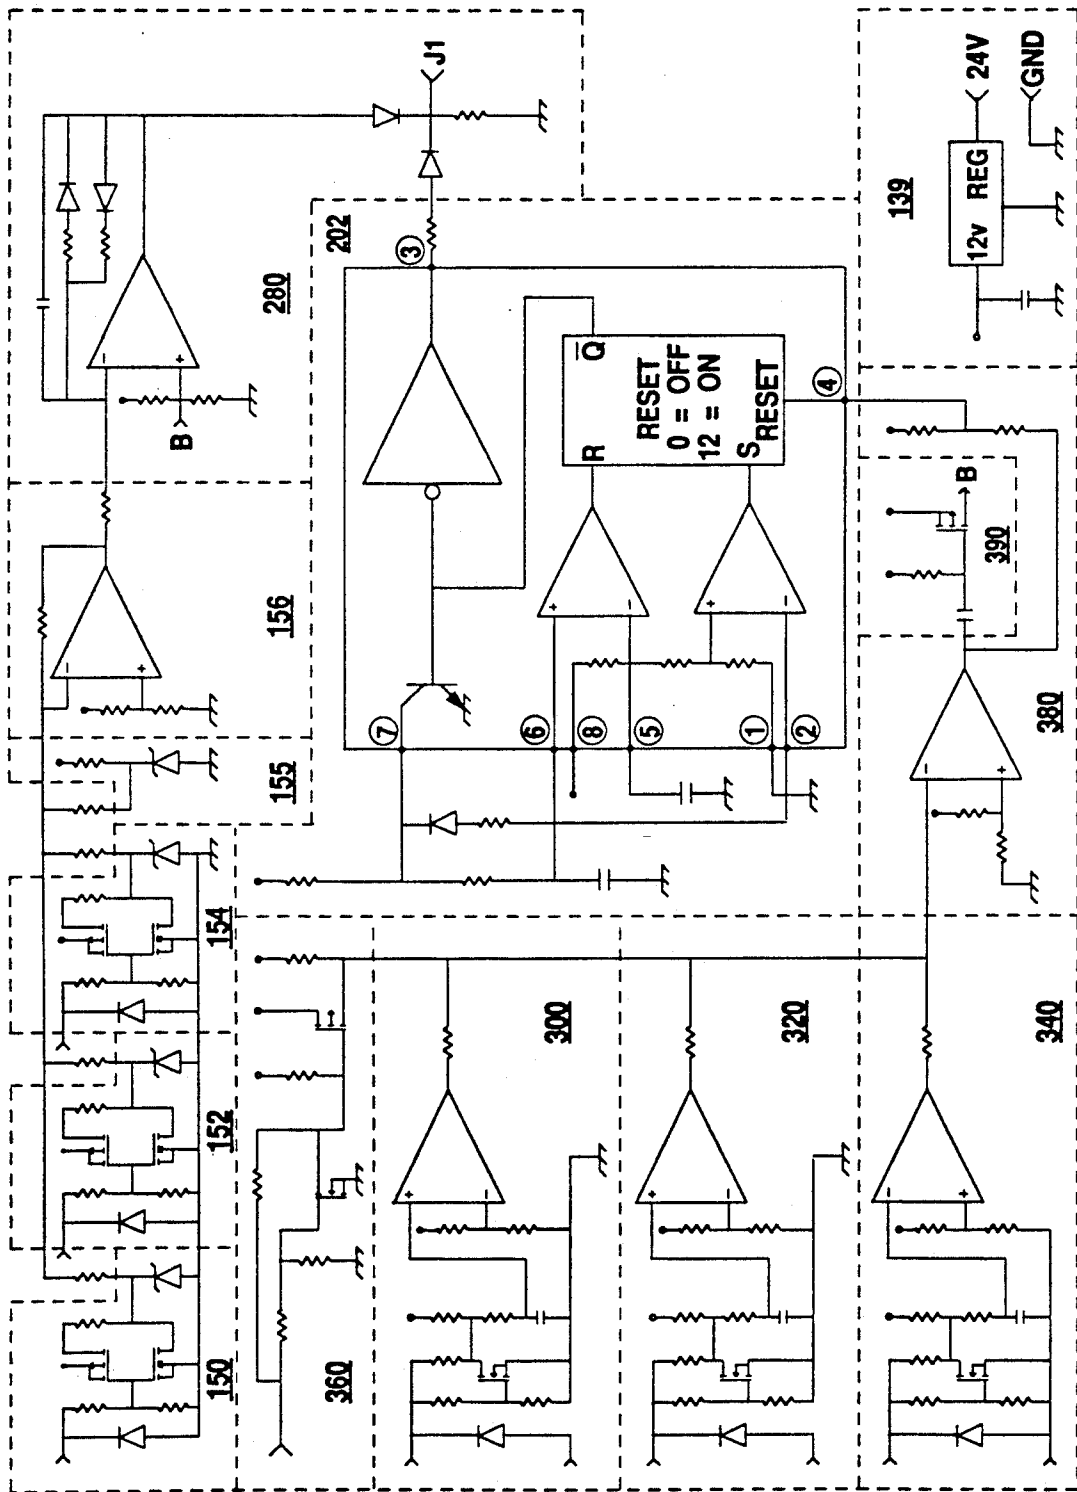 J1
24V
GND
12V REG
139
202
280
3
B
Q
RESET
0 = OFF
12 = ON
R
S
RESET
4
B
390
156
7
6
8
5
1
2
380
155
154
152
150
360
300
320
340
+
−